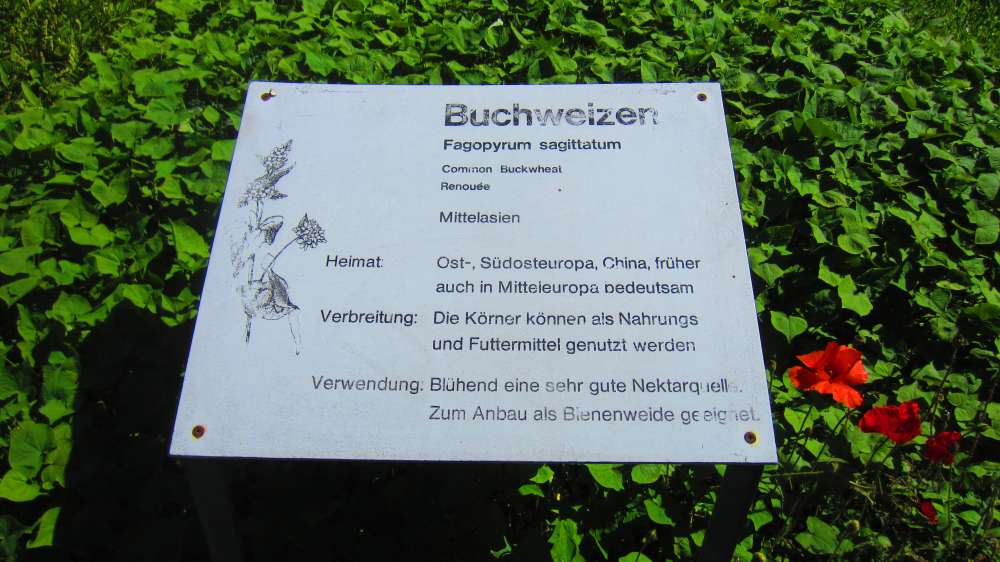 Buchweizen
Fagopyrum sagittatum
Common Buckwheat
Renouée
Mittelasien
Heimat: Ost-, Südosteuropa, China, früher
auch in Mitteleuropa bedeutsam
Verbreitung: Die Körner können als Nahrungs
und Futtermittel genutzt werden
Verwendung: Blühend eine sehr gute Nektarquelle.
Zum Anbau als Bienenweide geeignet.